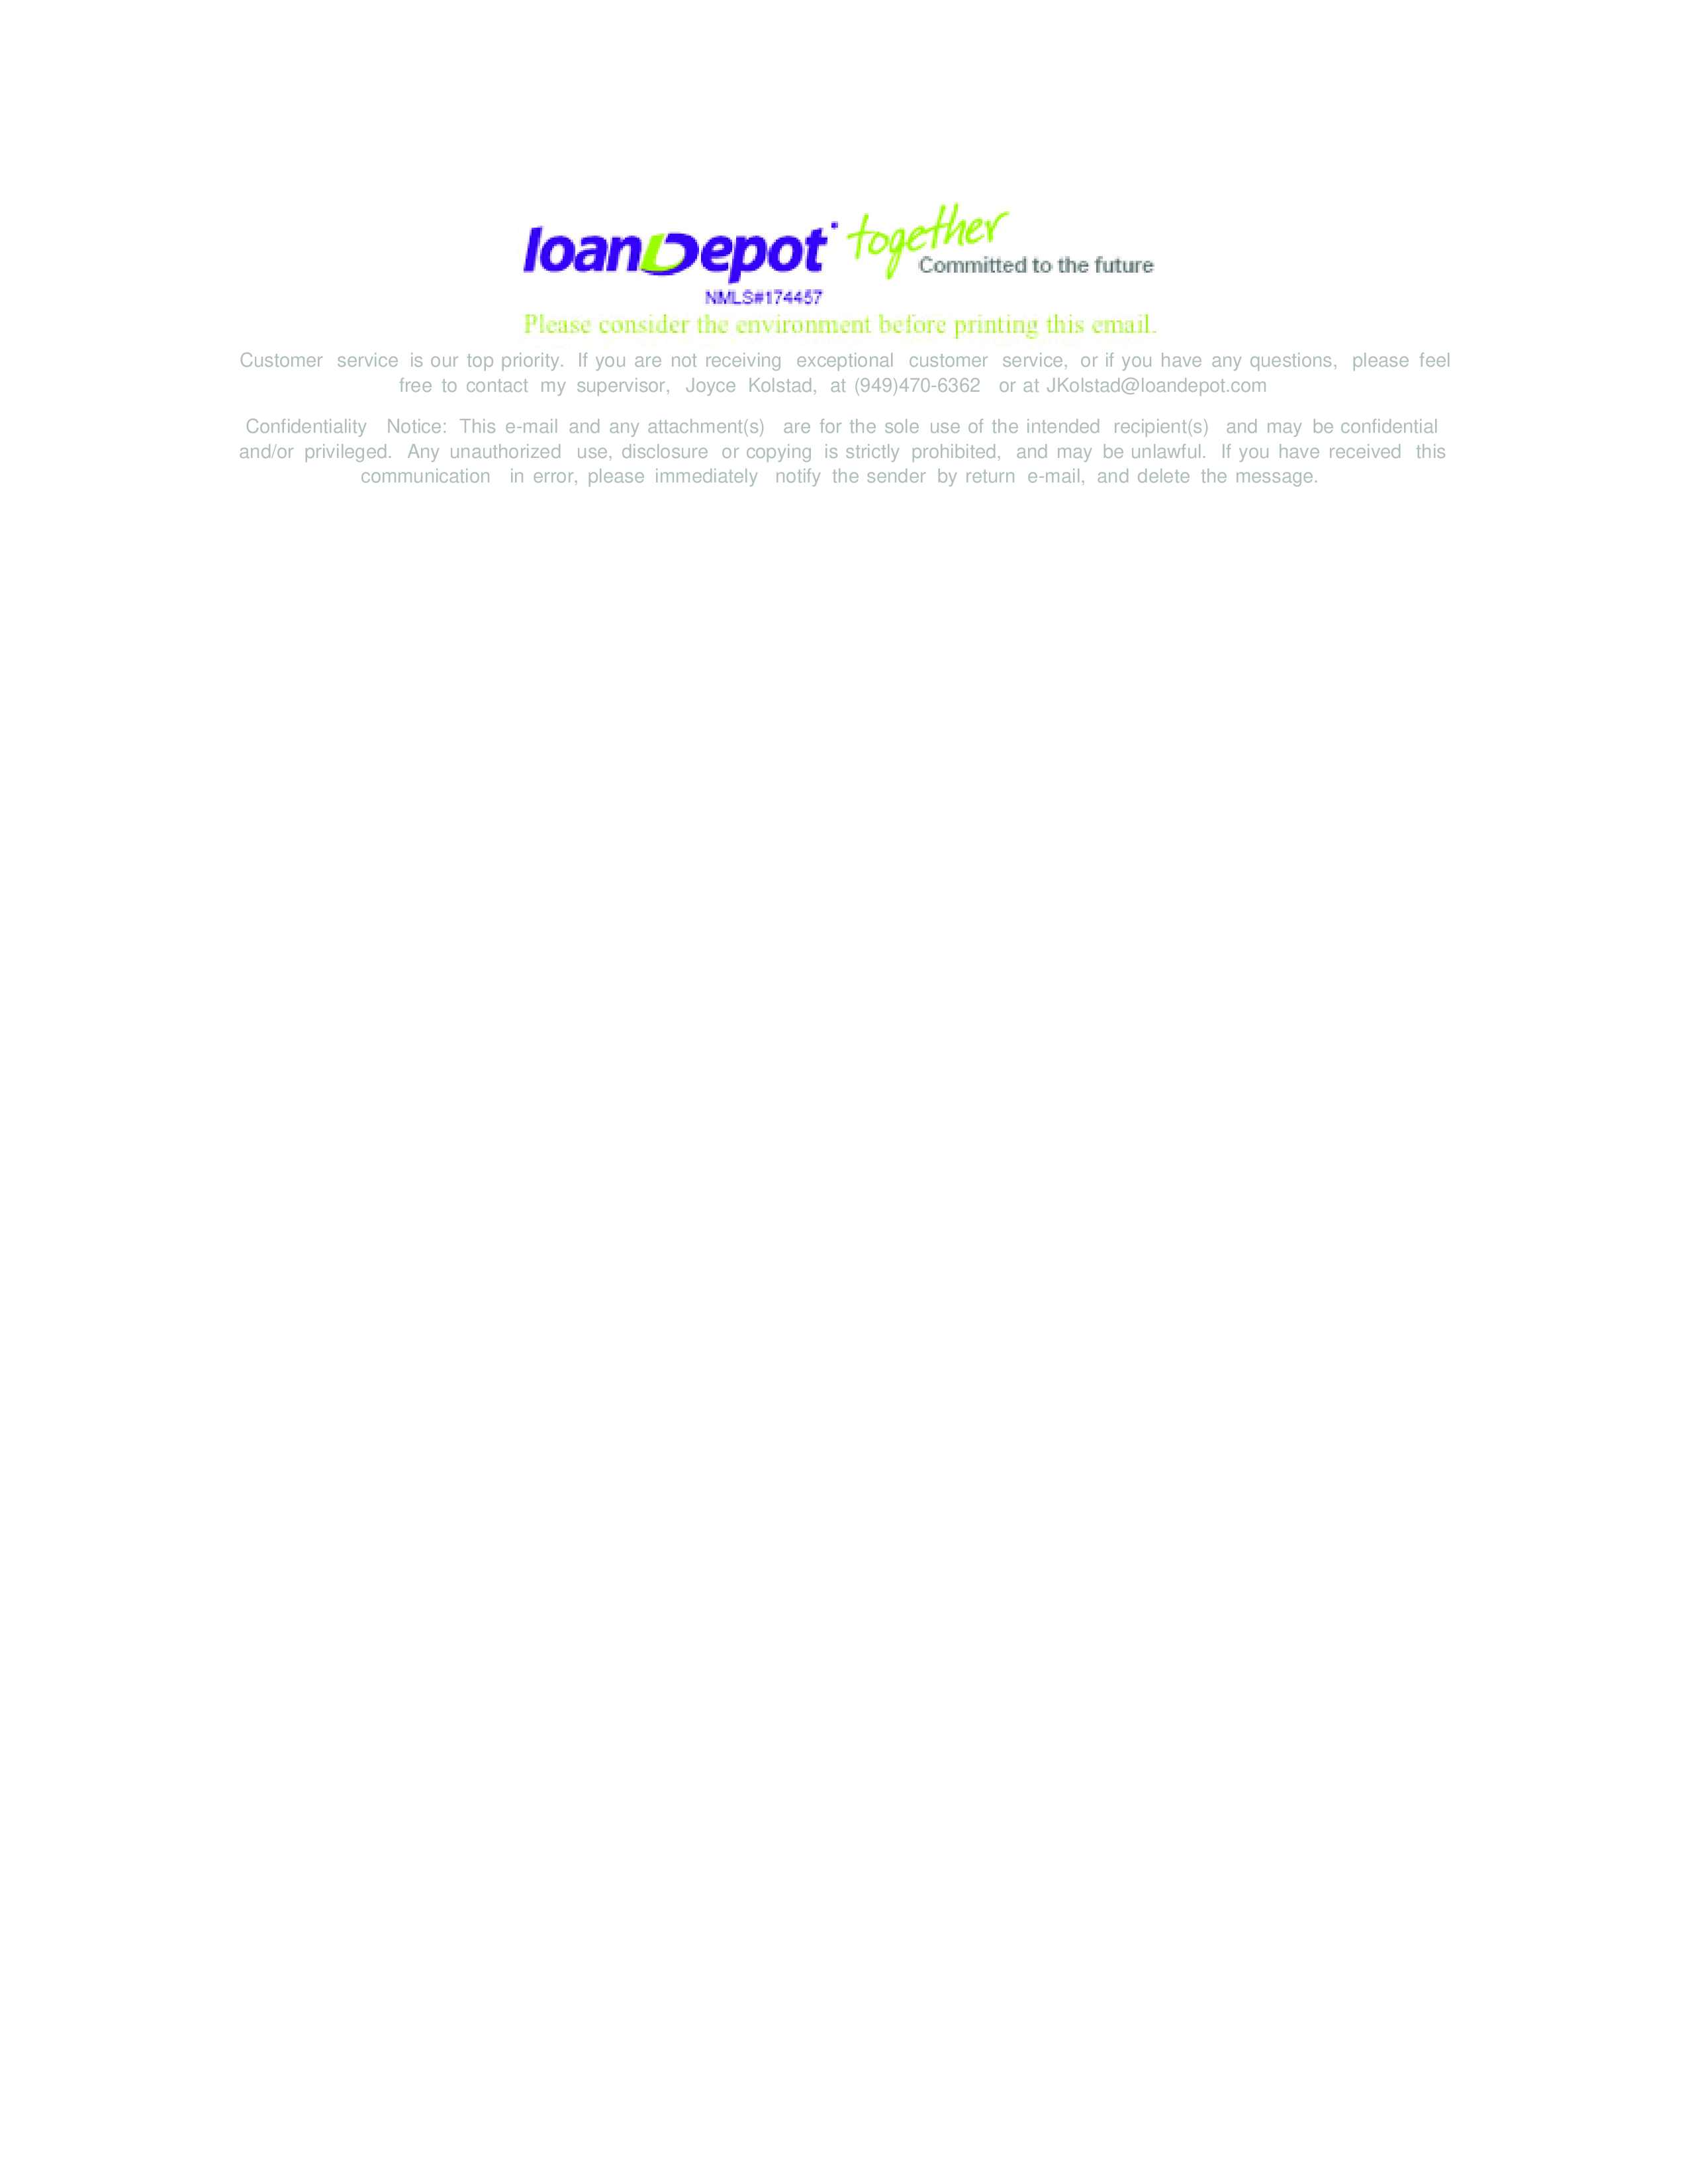 loanDepot together
Committed to the future
NMLS#174457
Please consider the environment before printing this email.
Customer service is our top priority. If you are not receiving exceptional customer service, or if you have any questions, please feel
free to contact my supervisor, Joyce Kolstad, at (949)470-6362 or at JKolstad@loandepot.com
Confidentiality Notice: This e-mail and any attachment(s) are for the sole use of the intended recipient(s) and may be confidential
and/or privileged. Any unauthorized use, disclosure or copying is strictly prohibited, and may be unlawful. If you have received this
communication in error, please immediately notify the sender by return e-mail, and delete the message.